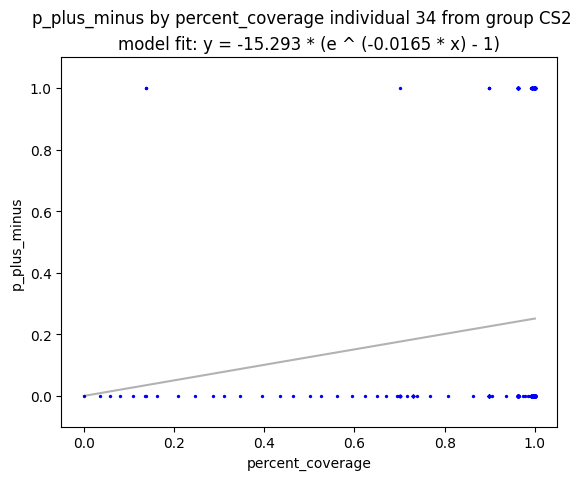 p_plus_minus by percent_coverage individual 34 from group CS2
model fit: y = -15.293 * (e ^ (-0.0165 * x) - 1)
1.0
0.8
0.6
0.4
0.2
0.0
p_plus_minus
0.0 0.2 0.4 0.6 0.8 1.0
percent_coverage